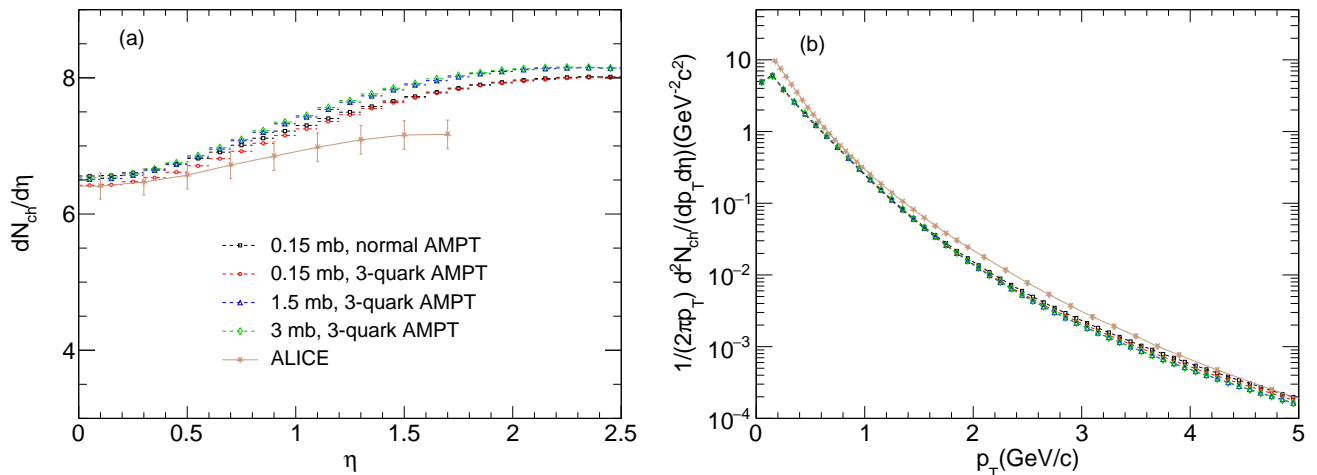 (a)
dN_ch/dη
8
6
4
0.15 mb, normal AMPT
0.15 mb, 3-quark AMPT
1.5 mb, 3-quark AMPT
3 mb, 3-quark AMPT
ALICE
0 0.5 1 1.5 2 2.5
η
(b)
1/(2πp_T) d²N_ch/(dp_T dη)(GeV⁻²c²)
10
1
10⁻¹
10⁻²
10⁻³
10⁻⁴
0 1 2 3 4 5
p_T(GeV/c)